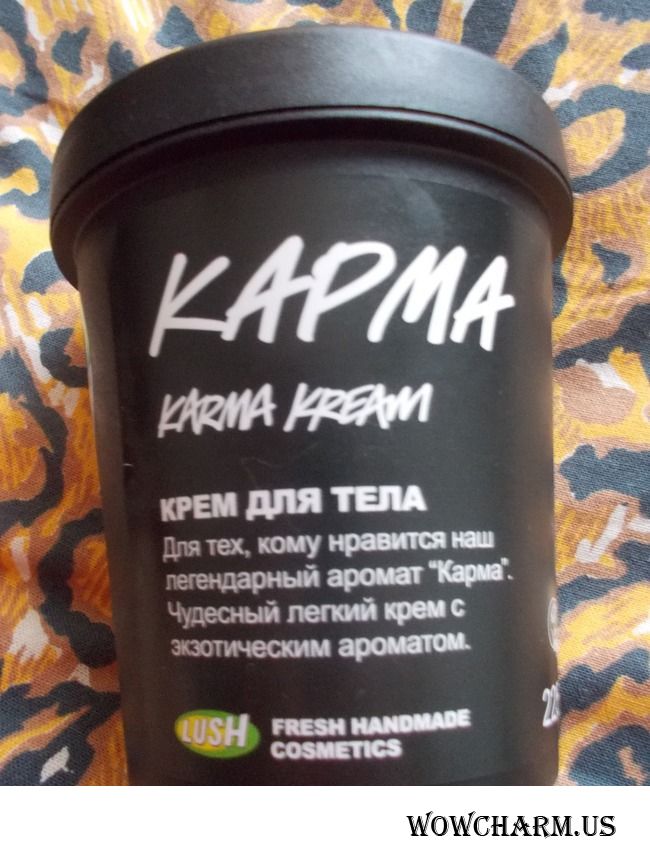 КАРМА
KARMA KREAM
КРЕМ ДЛЯ ТЕЛА
Для тех, кому нравится наш
легендарный аромат "Карма".
Чудесный легкий крем с
экзотическим ароматом.
LUSH
FRESH HANDMADE
COSMETICS
WOWCHARM.US